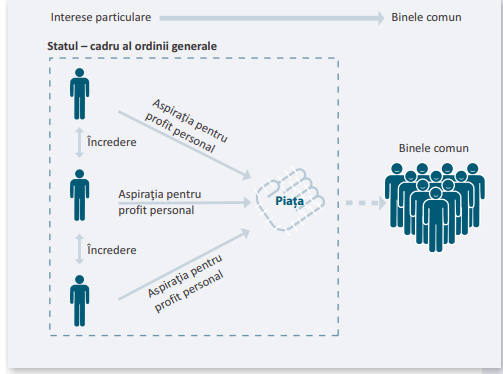 Interese particulare
Binele comun
Statul – cadru al ordinii generale
Aspirația pentru
profit personal
Încredere
Binele comun
Aspirația pentru
profit personal
Piața
Încredere
Aspirația pentru
profit personal